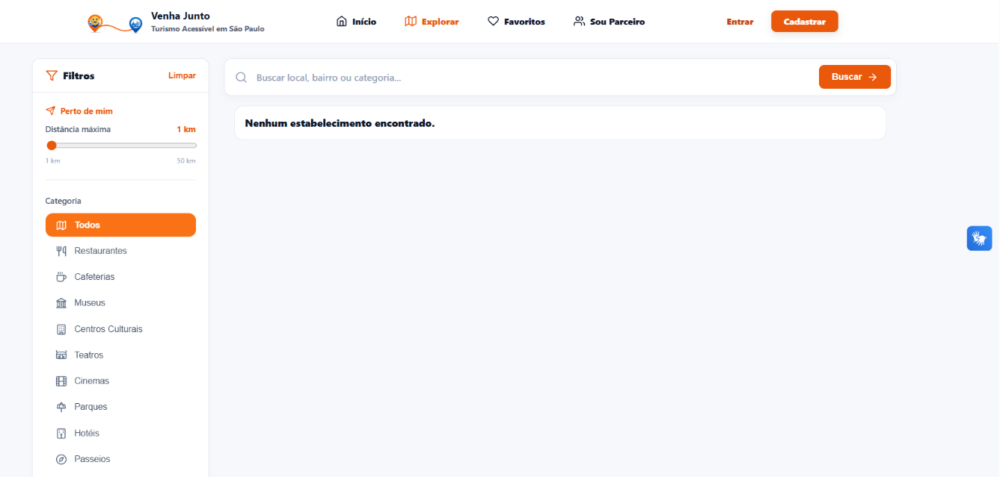 Venha Junto
Turismo Acessível em São Paulo
Início
Explorar
Favoritos
Sou Parceiro
Entrar
Cadastrar
Filtros
Limpar
Perto de mim
Distância máxima
1 km
1 km
50 km
Categoria
Todos
Restaurantes
Cafeterias
Museus
Centros Culturais
Teatros
Cinemas
Parques
Hotéis
Passeios
Buscar local, bairro ou categoria...
Buscar
Nenhum estabelecimento encontrado.